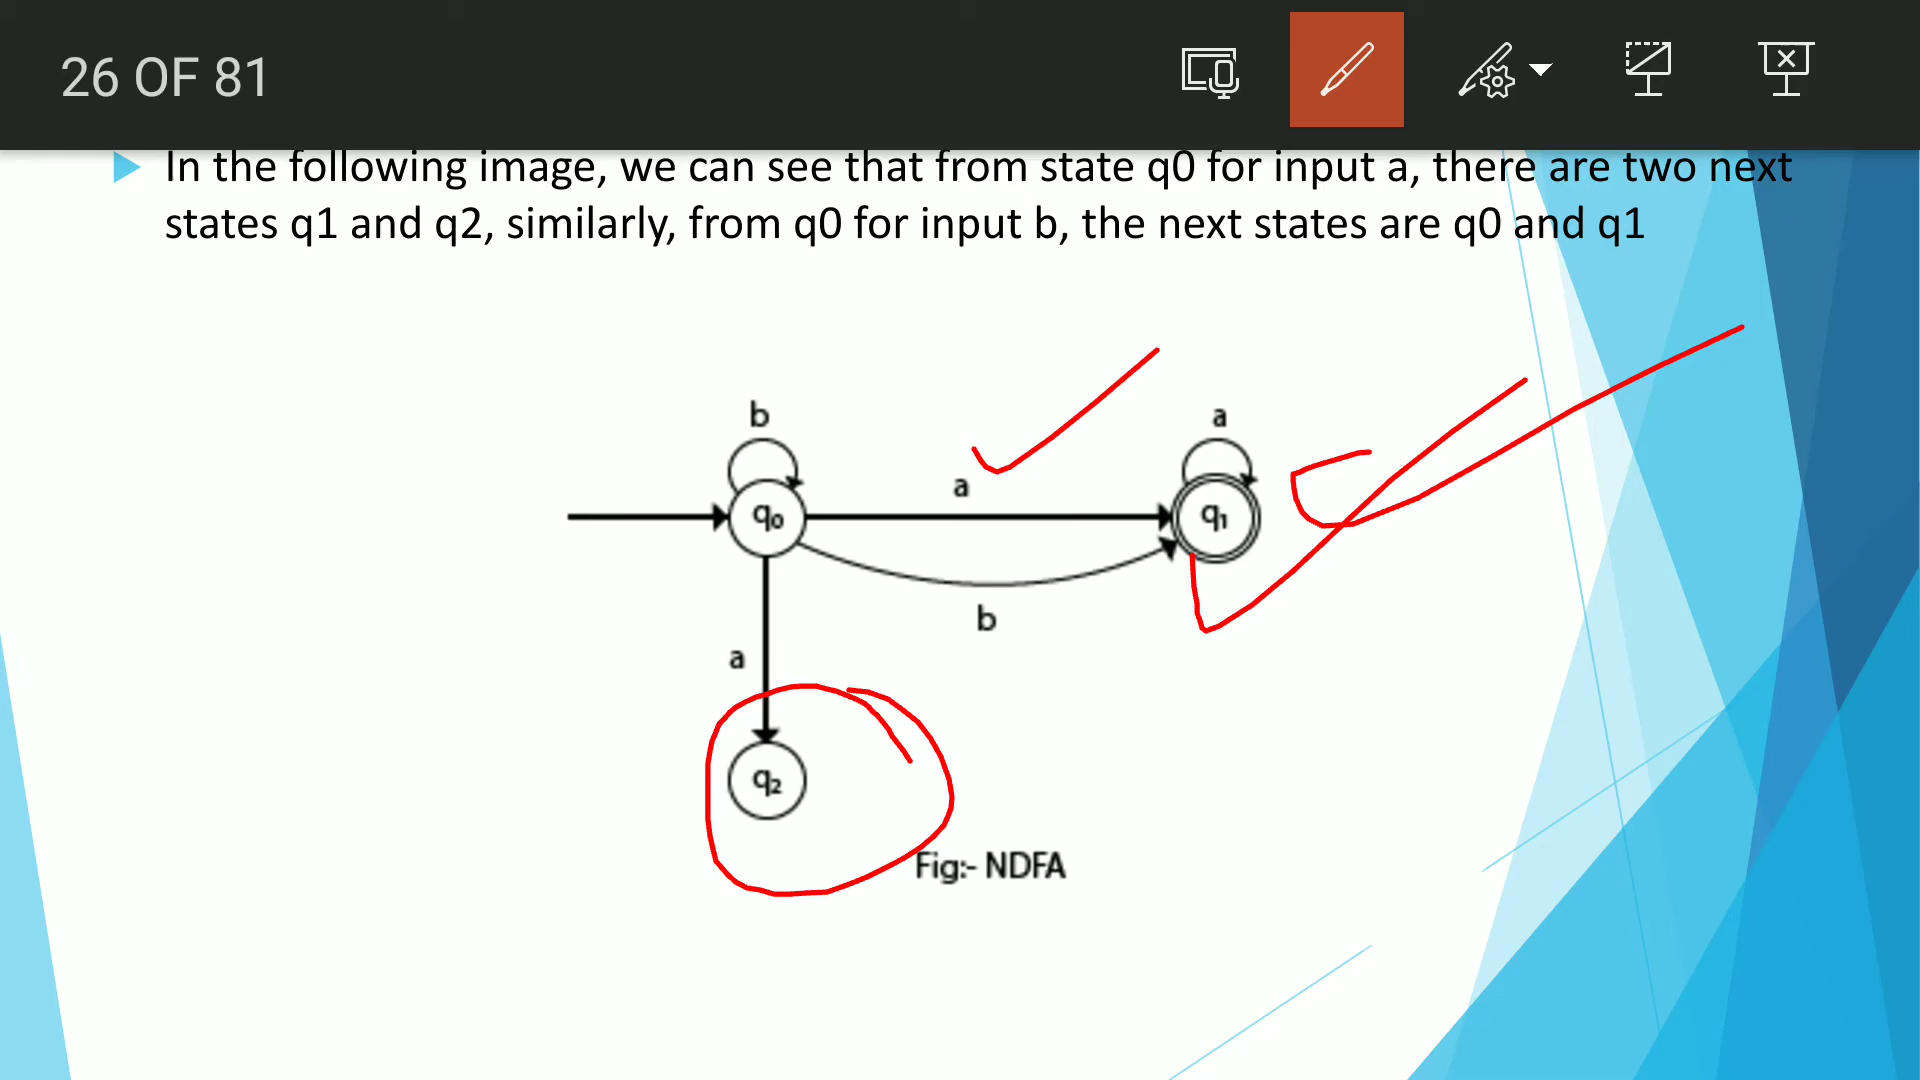 26 OF 81
In the following image, we can see that from state q0 for input a, there are two next
states q1 and q2, similarly, from q0 for input b, the next states are q0 and q1
b
a
a
q₀
q₁
b
a
q₂
Fig:- NDFA